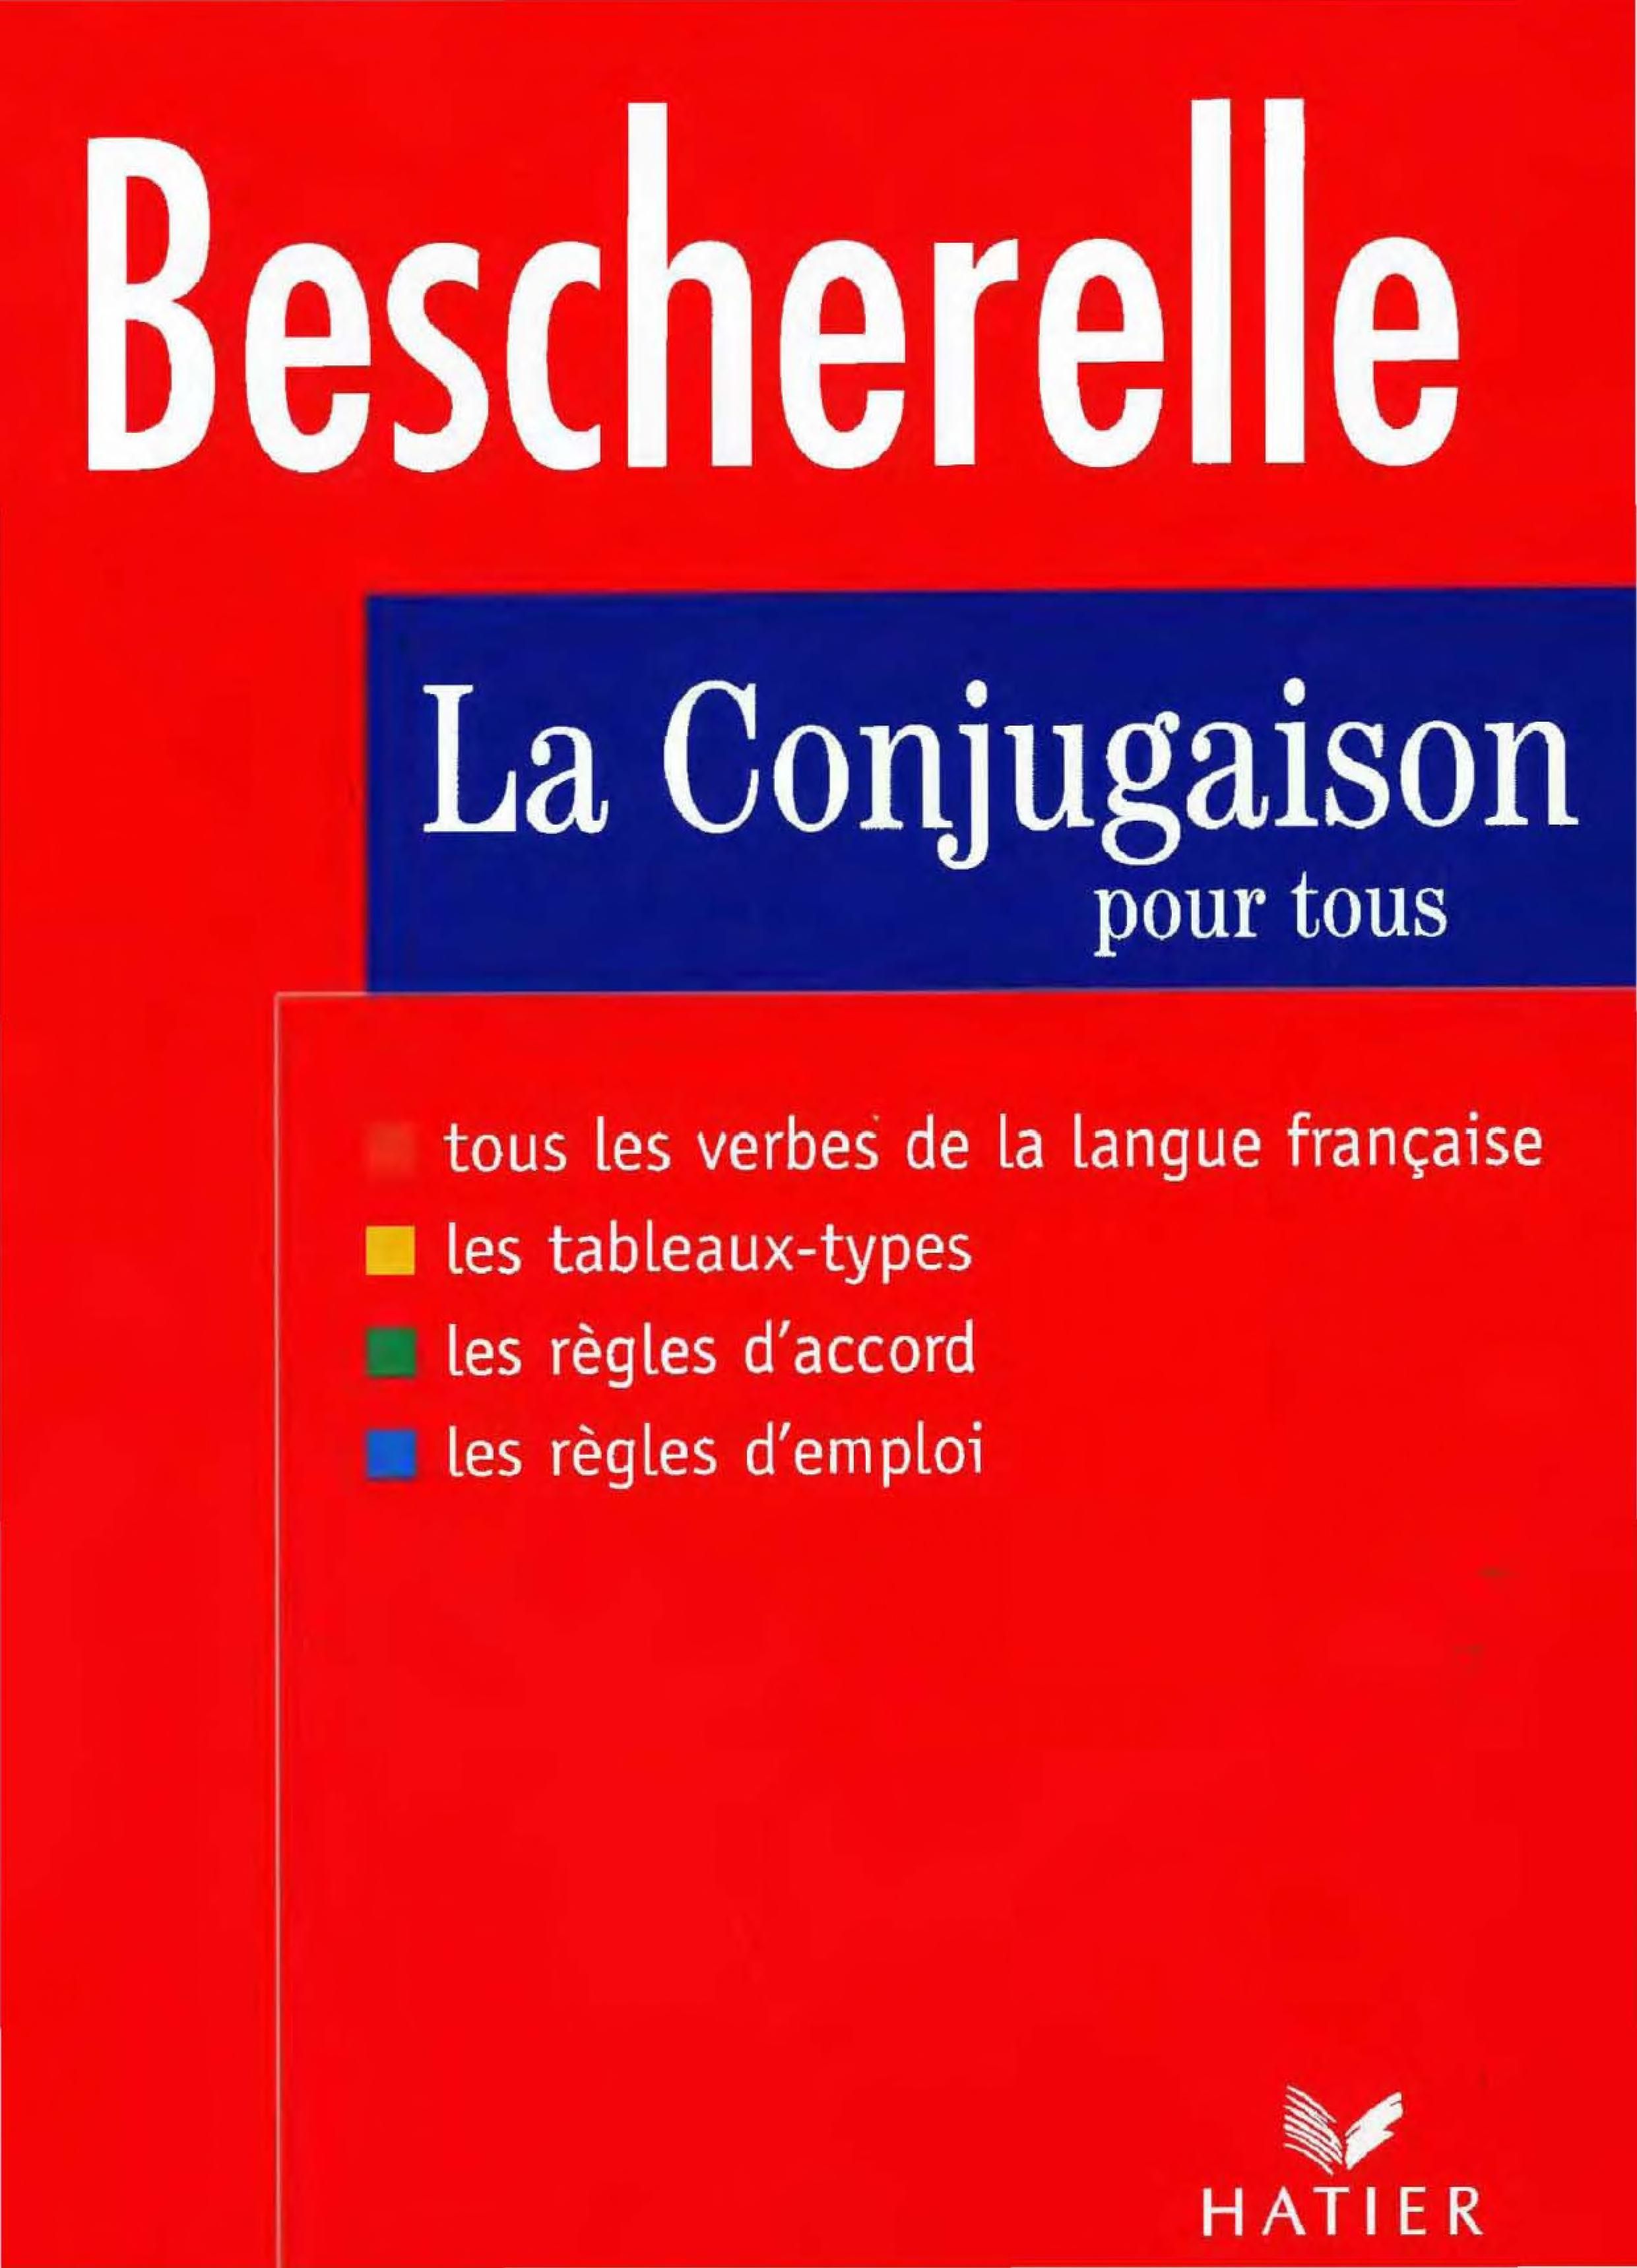 Bescherelle
La Conjugaison
pour tous
tous les verbes de la langue française
les tableaux-types
les règles d'accord
les règles d'emploi
HATIER